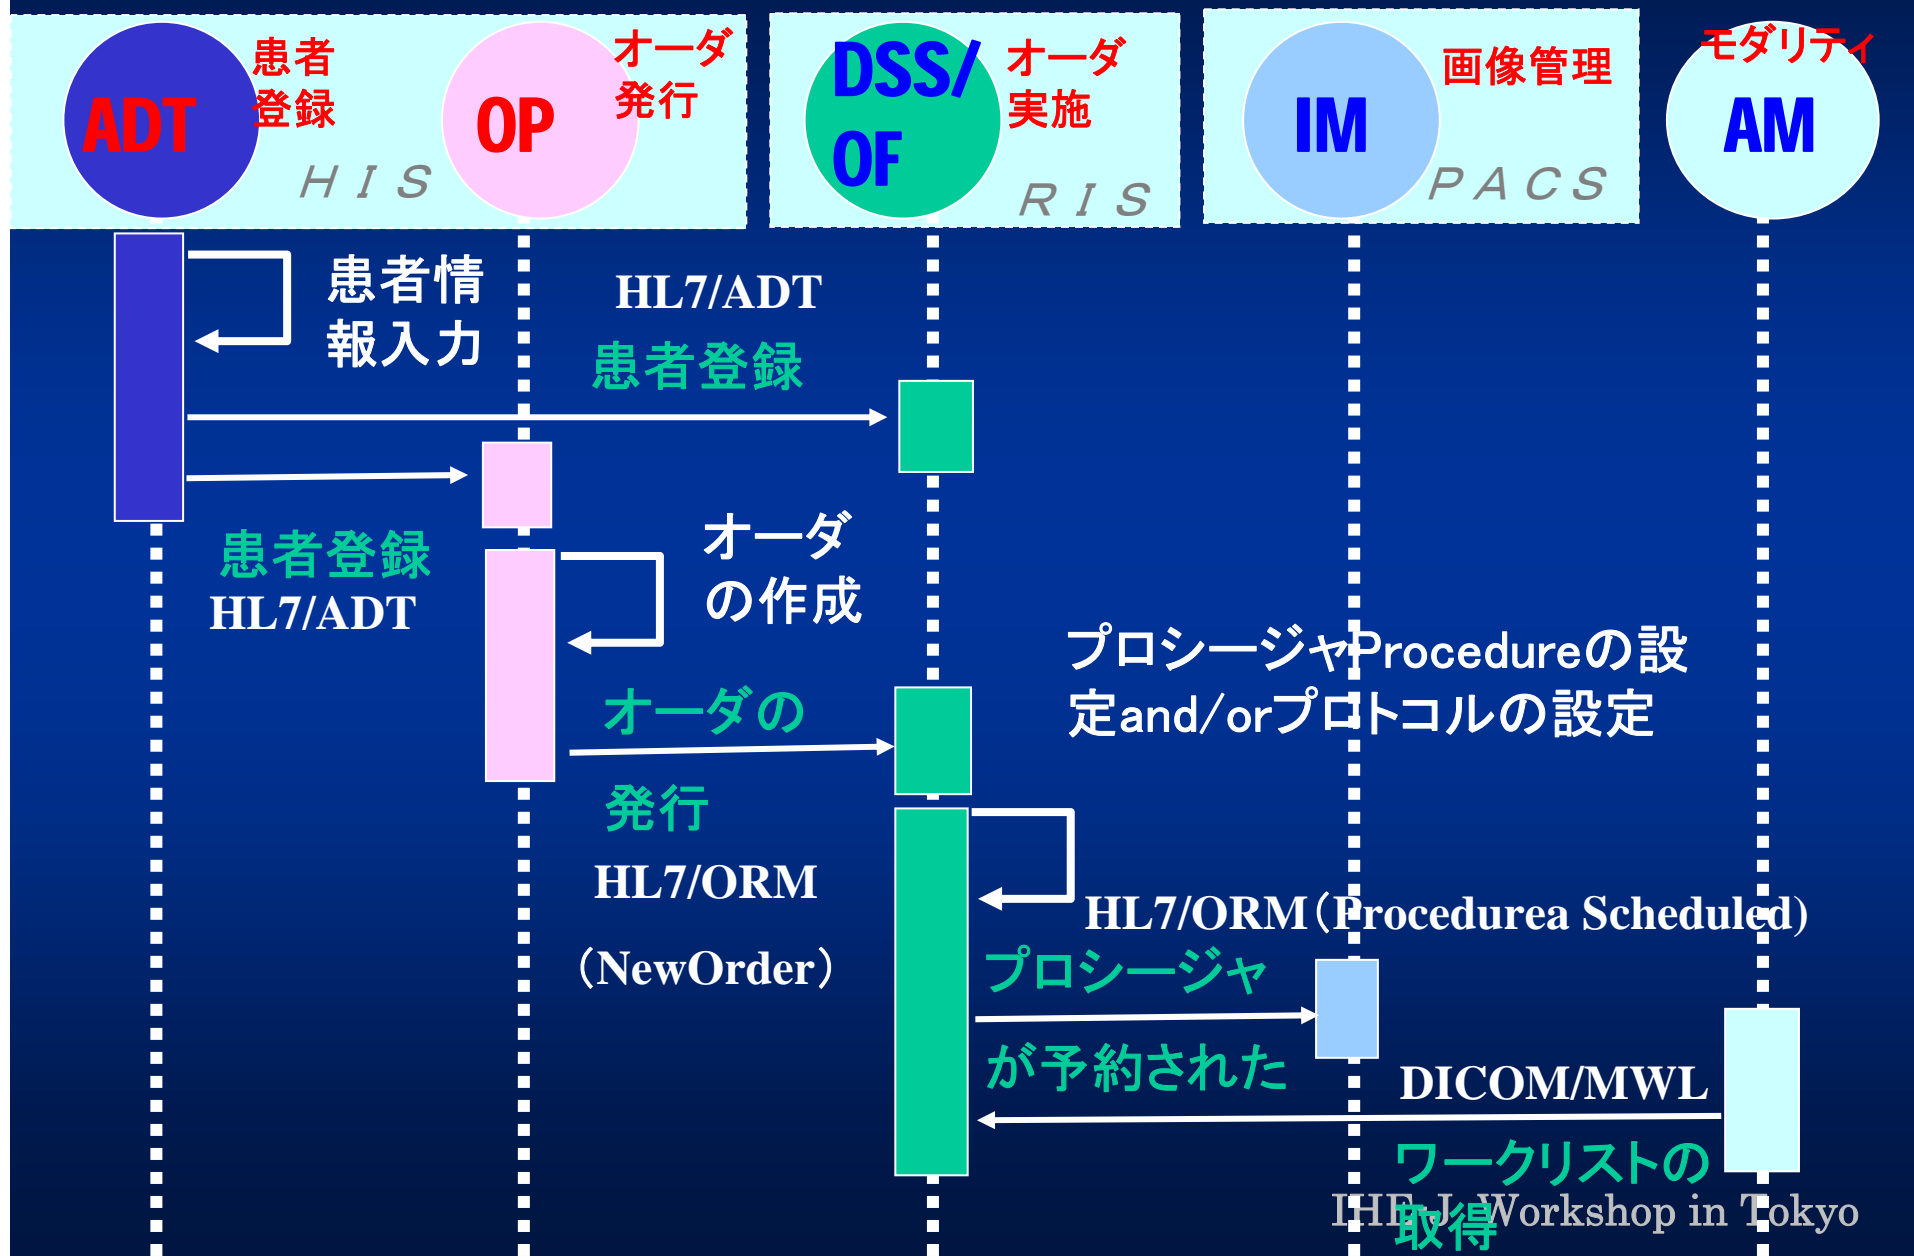 ADT
患者
登録
ＨＩＳ
OP
オーダ
発行
DSS/
OF
オーダ
実施
ＲＩＳ
IM
画像管理
ＰＡＣＳ
モダリティ
AM
患者情
報入力
HL7/ADT
患者登録
患者登録
HL7/ADT
オーダ
の作成
プロシージャProcedureの設
定and/orプロトコルの設定
オーダの
発行
HL7/ORM
（NewOrder）
HL7/ORM（Procedurea Scheduled)
プロシージャ
が予約された
DICOM/MWL
ワークリストの
取得
IHE-J Workshop in Tokyo